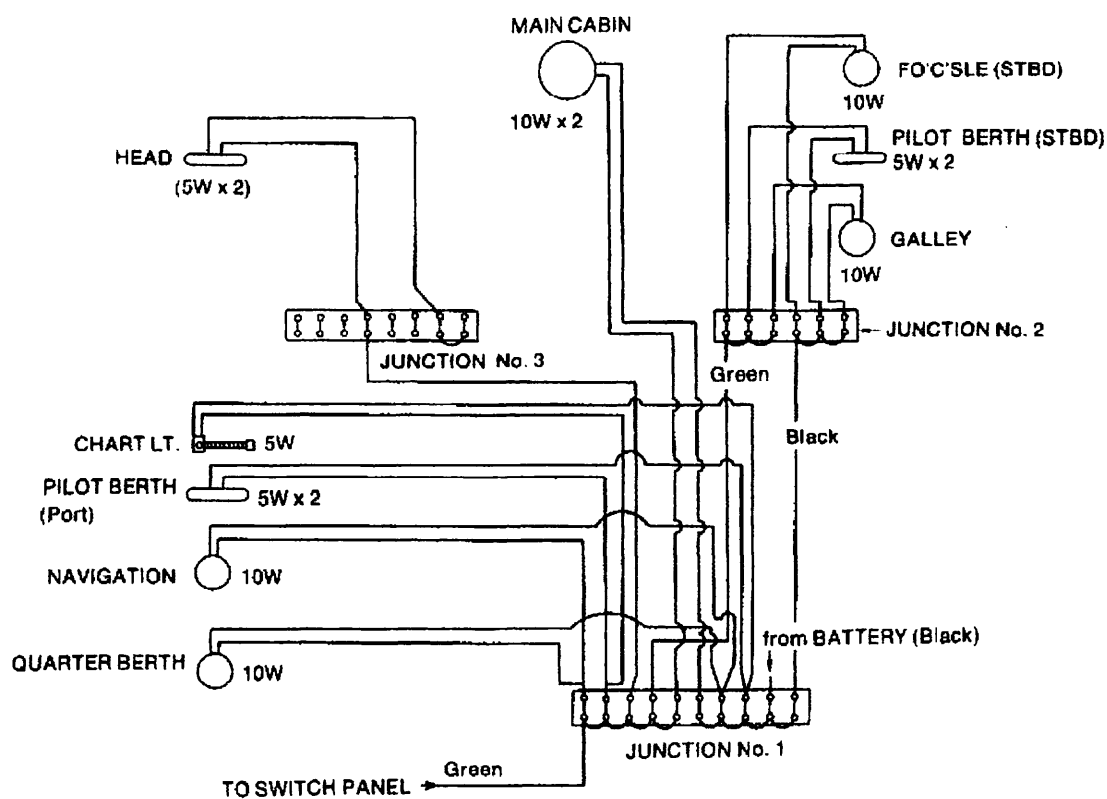 MAIN CABIN
10W x 2
FO'C'SLE (STBD)
10W
PILOT BERTH (STBD)
5W x 2
HEAD
(5W x 2)
GALLEY
10W
JUNCTION No. 2
JUNCTION No. 3
Green
Black
CHART LT.
5W
PILOT BERTH
(Port)
5W x 2
NAVIGATION
10W
from BATTERY (Black)
QUARTER BERTH
10W
JUNCTION No. 1
TO SWITCH PANEL
Green